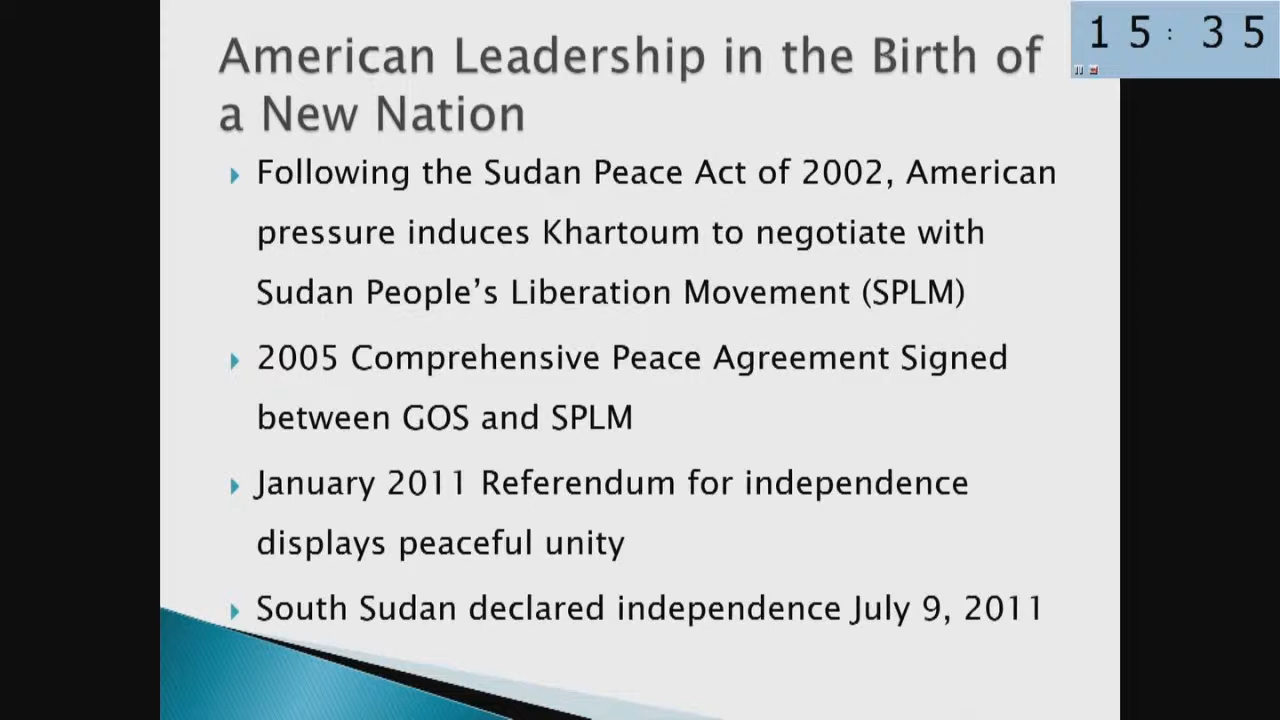 15:35
American Leadership in the Birth of
a New Nation
Following the Sudan Peace Act of 2002, American
pressure induces Khartoum to negotiate with
Sudan People’s Liberation Movement (SPLM)
2005 Comprehensive Peace Agreement Signed
between GOS and SPLM
January 2011 Referendum for independence
displays peaceful unity
South Sudan declared independence July 9, 2011